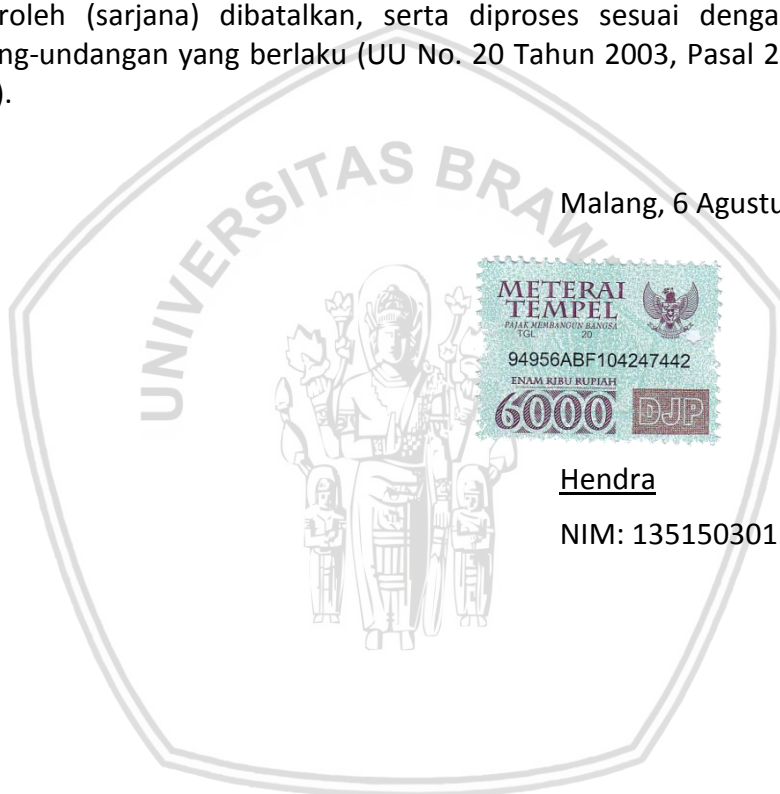 roleh (sarjana) dibatalkan, serta diproses sesuai denga
ng-undangan yang berlaku (UU No. 20 Tahun 2003, Pasal 2
).
UNIVERSITAS BRAW
Malang, 6 Agustu
METERAI
TEMPEL
PAJAK MEMBANGUN BANGSA
TGL. 20
94956ABF104247442
ENAM RIBU RUPIAH
6000 DJP
Hendra
NIM: 135150301